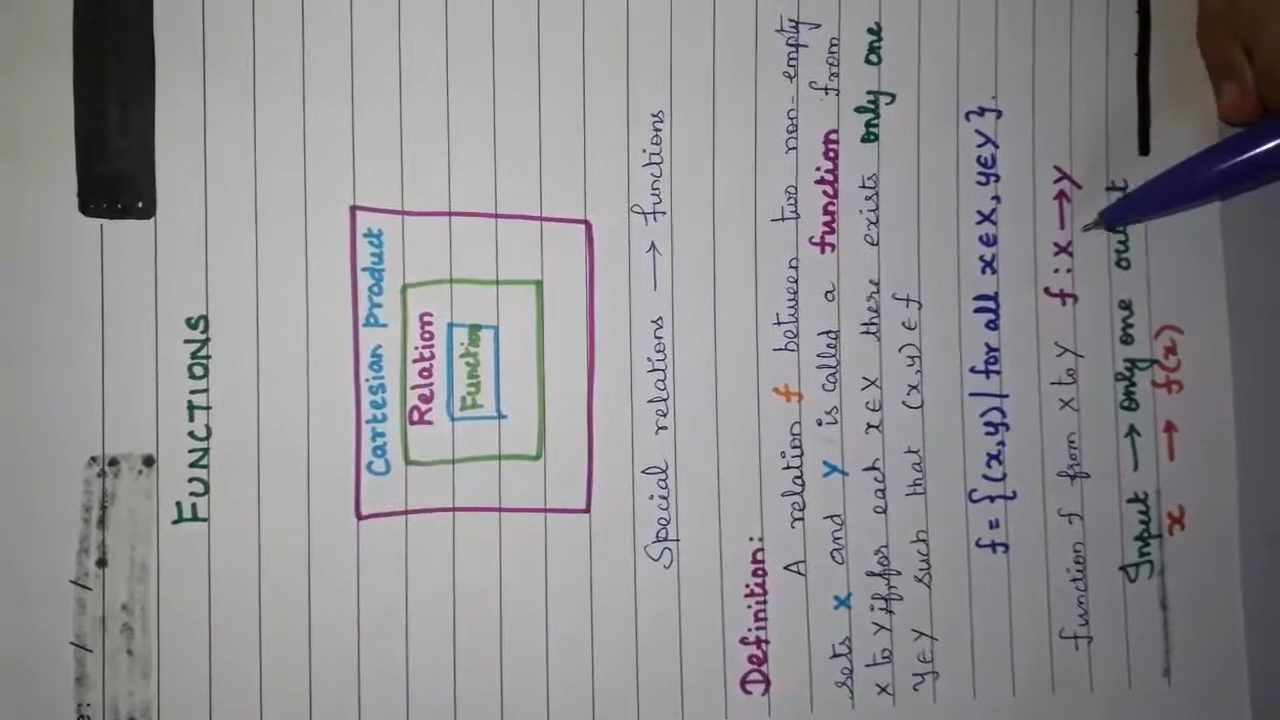 FUNCTIONS
Cartesian product
Relation
Function
Special relations → functions
Definition:
A relation f between two non-empty
sets X and Y is called a function from
X to Y if, for each x∈X there exists only one
y∈Y such that (x,y)∈f
f={(x,y)| for all x∈X, y∈Y}.
function f from X to Y f:X→Y
Input → only one
x → f(x)